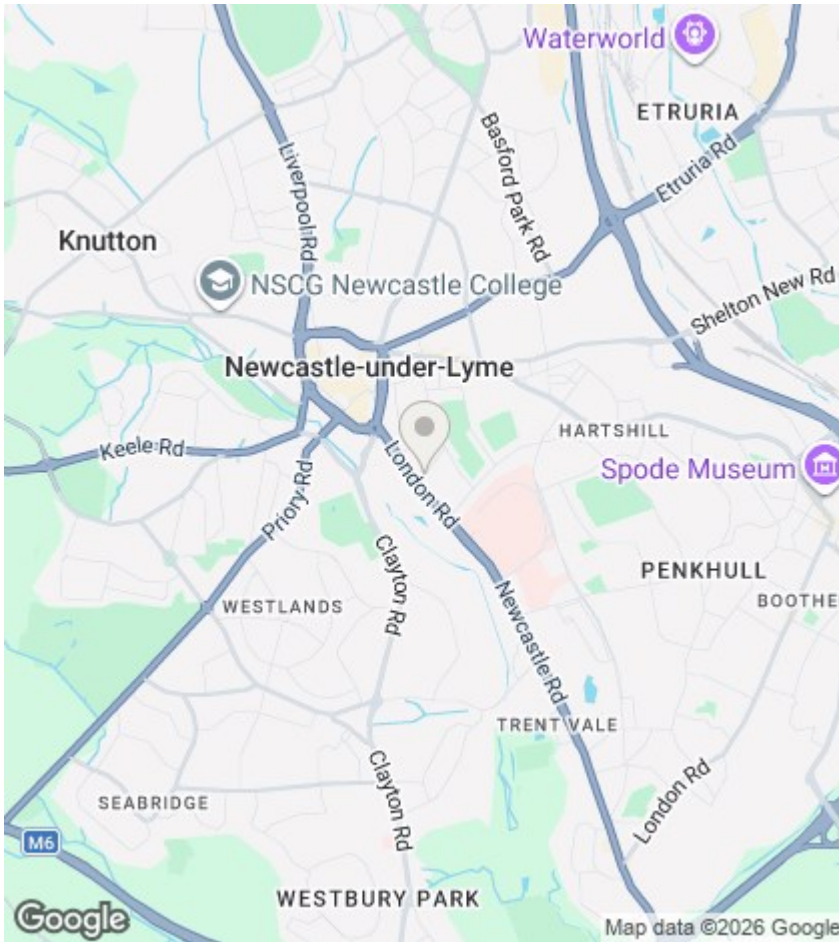 Waterworld
ETRURIA
Basford Park Rd
Etruria Rd
Liverpool Rd
Knutton
NSCG Newcastle College
Shelton New Rd
Newcastle-under-Lyme
HARTSHILL
Keele Rd
London Rd
Spode Museum
Priory Rd
Clayton Rd
PENKHULL
WESTLANDS
BOOTHE
Newcastle Rd
TRENT VALE
Clayton Rd
London Rd
SEABRIDGE
M6
WESTBURY PARK
Google
Map data ©2026 Google